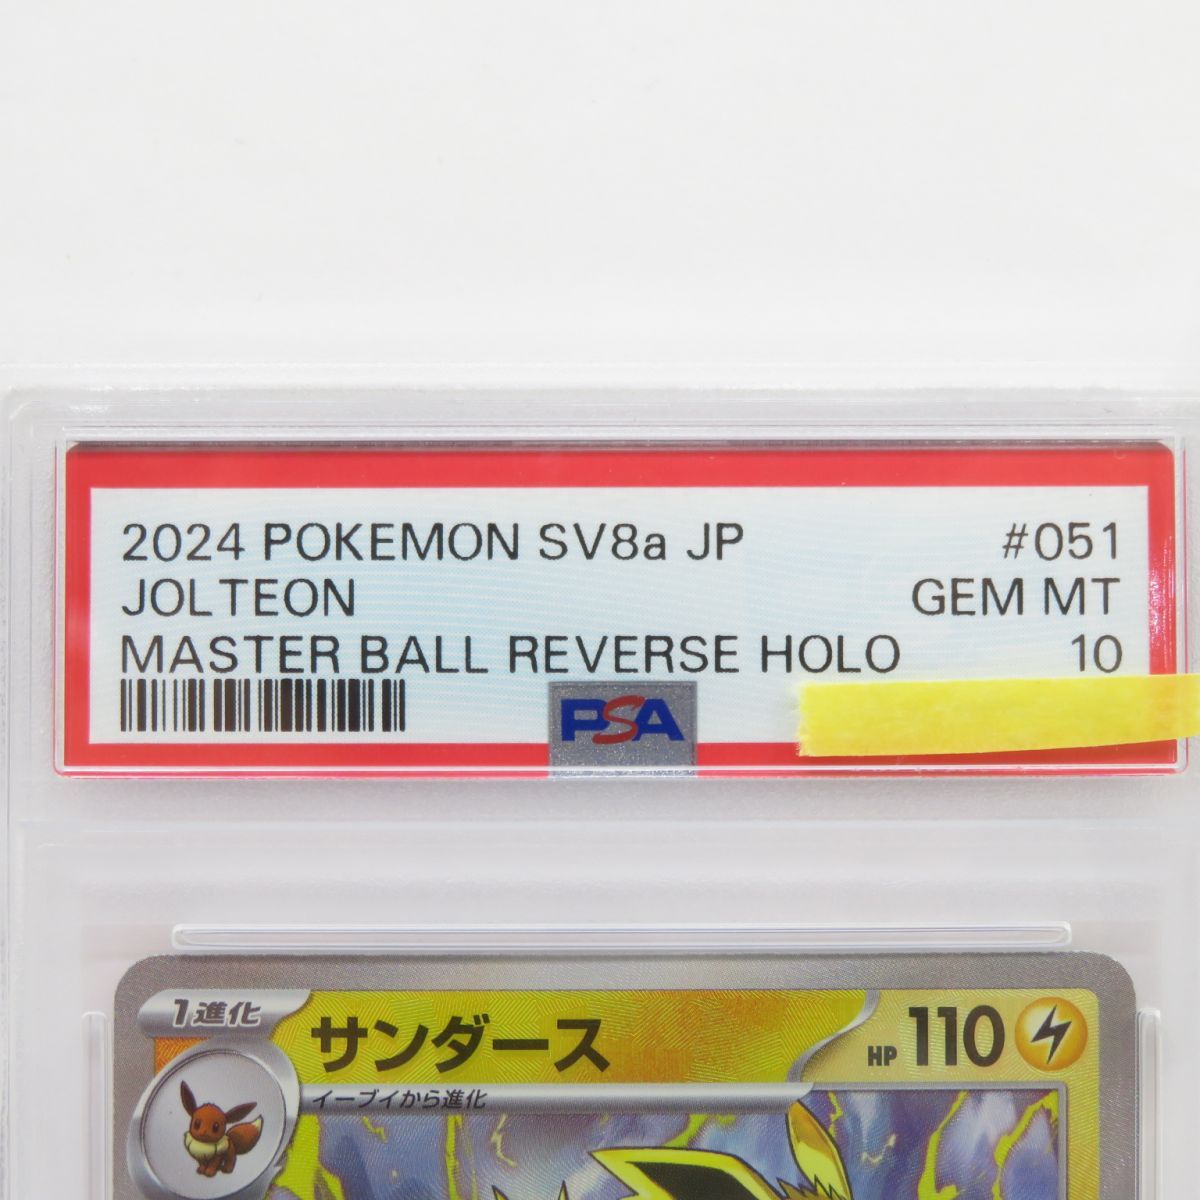 2024 POKEMON SV8a JP #051
JOLTEON GEM MT
MASTER BALL REVERSE HOLO 10
PSA
1進化
サンダース HP 110
イーブイから進化